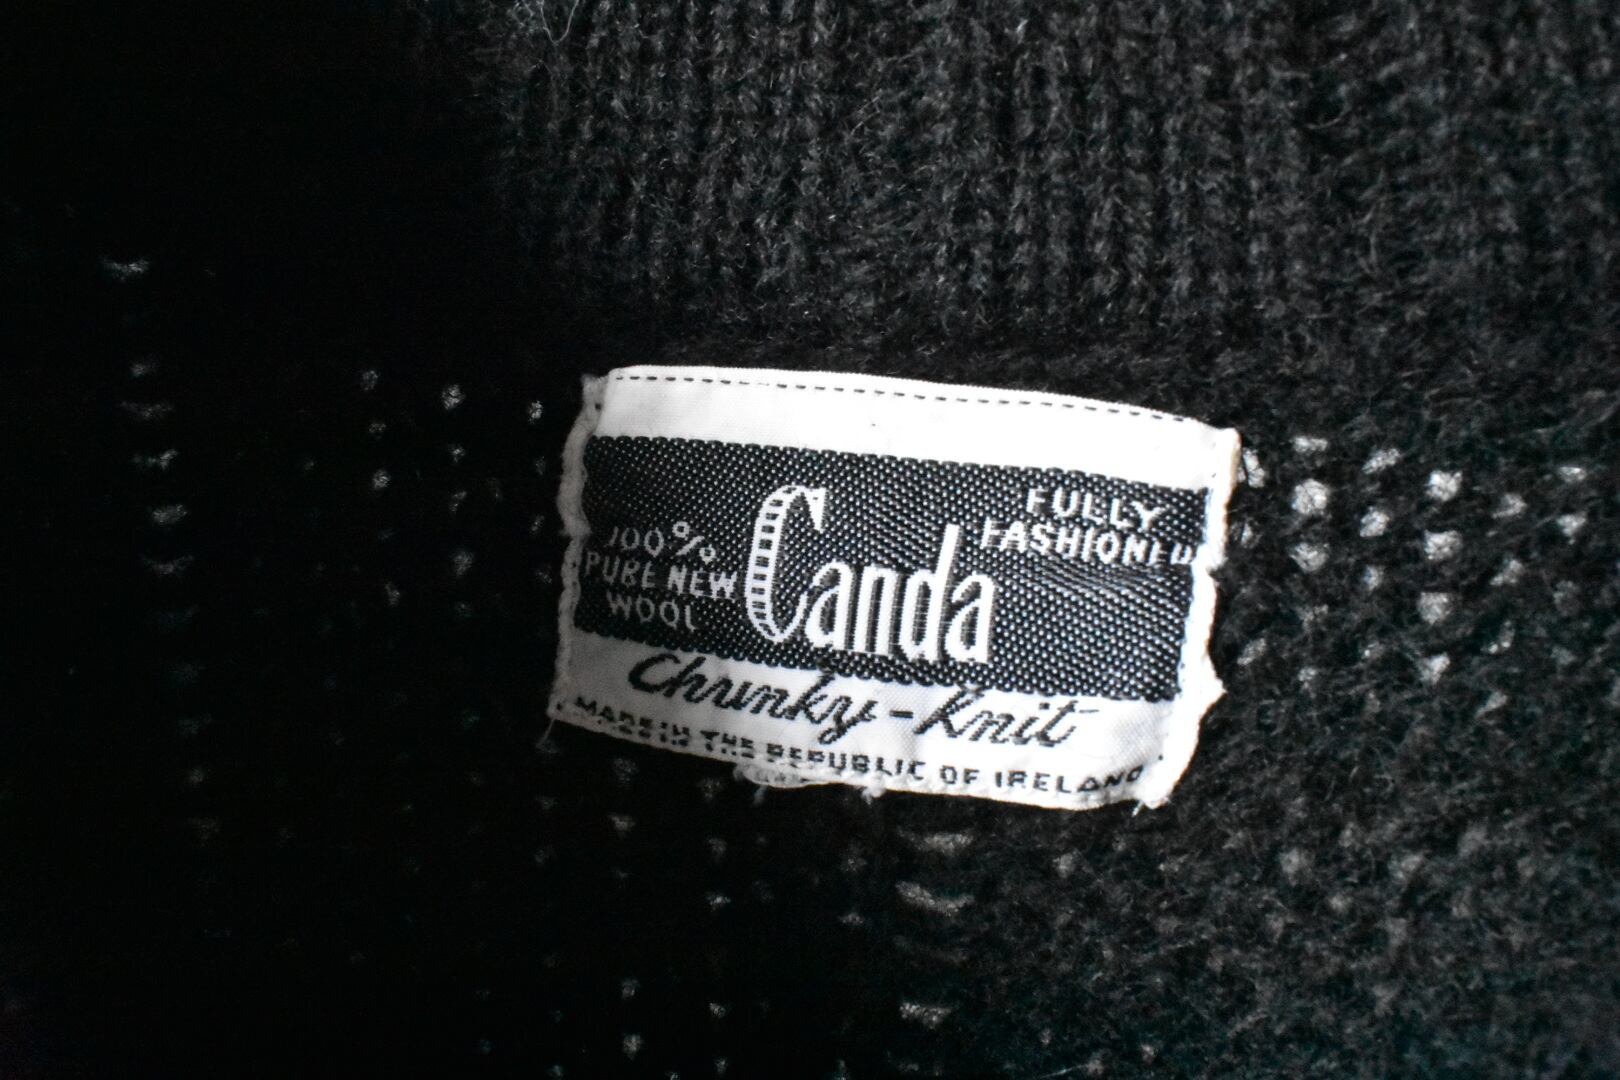 100%
PURE NEW
WOOL
Canda
FULLY
FASHIONED
Chunky-Knit
MADE IN THE REPUBLIC OF IRELAND